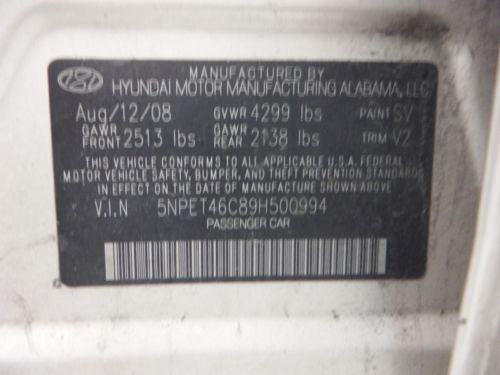 MANUFACTURED BY
HYUNDAI MOTOR MANUFACTURING ALABAMA, LLC
Aug/12/08 GVWR 4299 lbs PAINT SV
GAWR FRONT 2513 lbs GAWR REAR 2138 lbs TRIM V2
THIS VEHICLE CONFORMS TO ALL APPLICABLE U.S.A. FEDERAL
MOTOR VEHICLE SAFETY, BUMPER, AND THEFT STANDARDS
IN EFFECT ON THE DATE OF MANUFACTURE SHOWN ABOVE.
V.I.N 5NPET46C89H500994
PASSENGER CAR